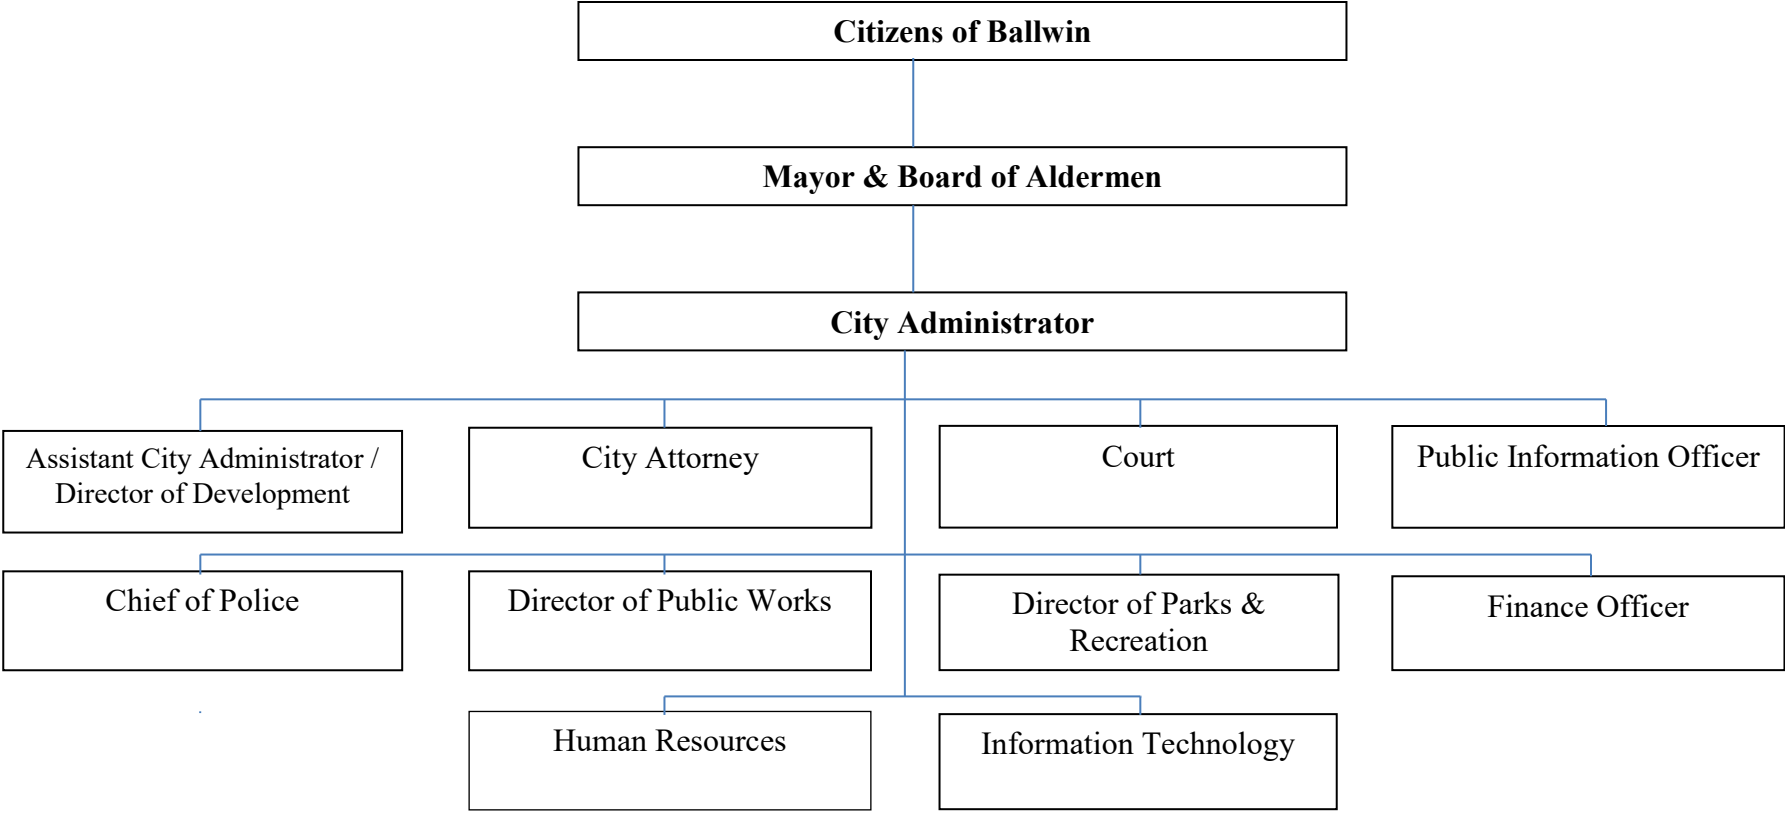 Citizens of Ballwin
Mayor & Board of Aldermen
City Administrator
Assistant City Administrator /
Director of Development
City Attorney
Court
Public Information Officer
Chief of Police
Director of Public Works
Director of Parks &
Recreation
Finance Officer
Human Resources
Information Technology